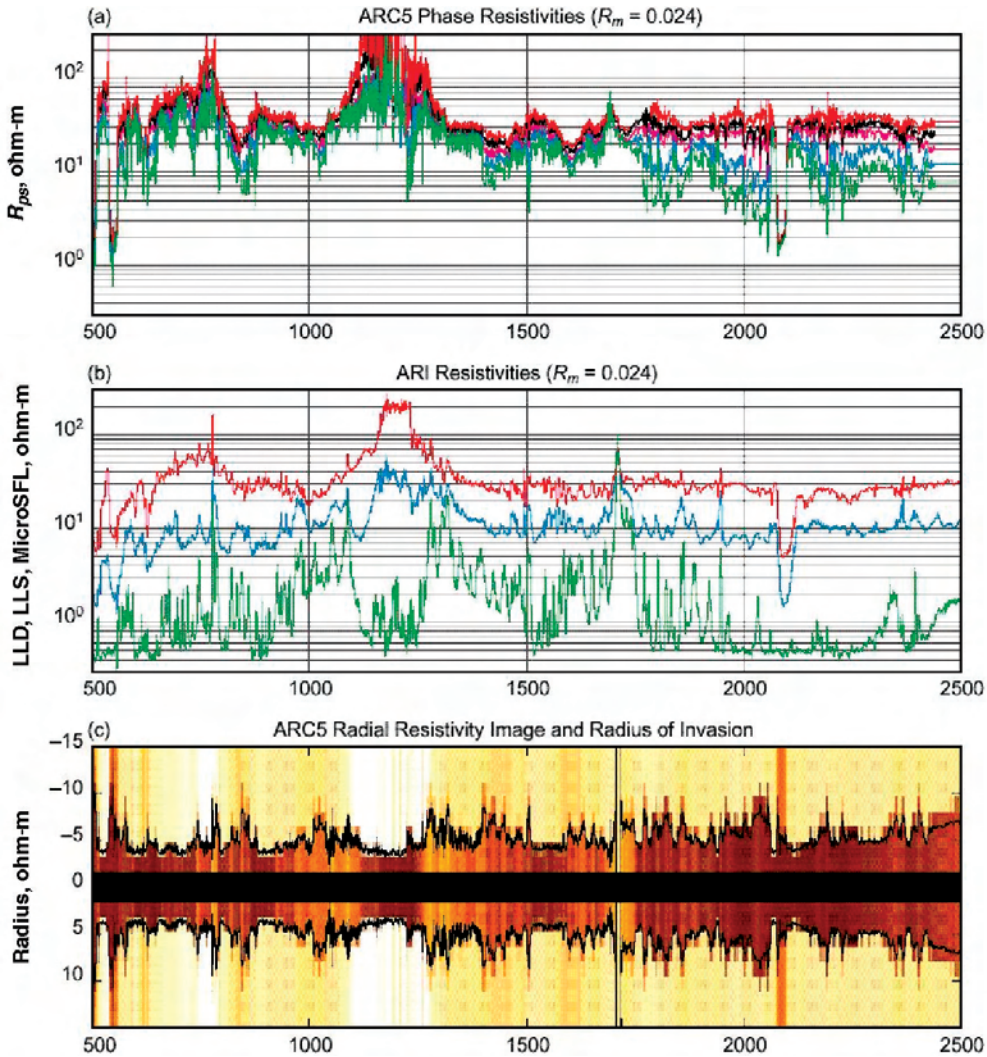 (a) ARC5 Phase Resistivities (Rm = 0.024)
Rps, ohm-m
10²
10¹
10⁰
500 1000 1500 2000 2500
(b) ARI Resistivities (Rm = 0.024)
LLD, LLS, MicroSFL, ohm-m
10²
10¹
10⁰
500 1000 1500 2000 2500
(c) ARC5 Radial Resistivity Image and Radius of Invasion
Radius, ohm-m
–15
–10
–5
0
5
10
500 1000 1500 2000 2500